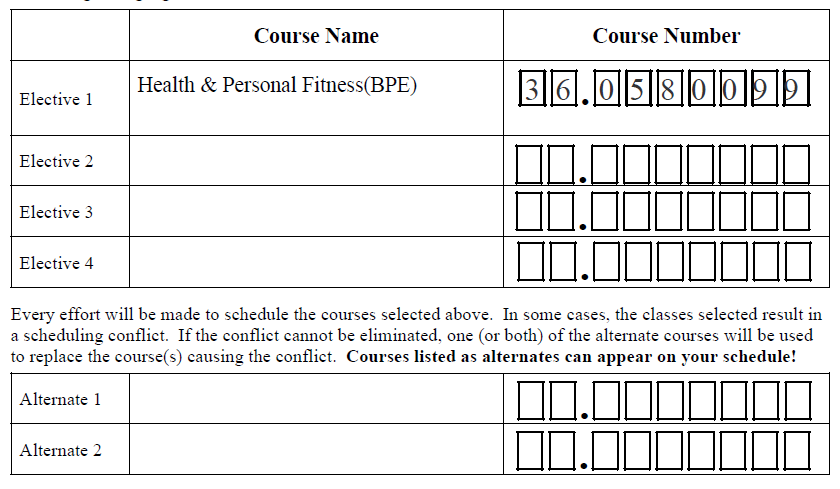 Course Name Course Number
Elective 1 Health & Personal Fitness(BPE) 36.0580099
Elective 2
Elective 3
Elective 4
Every effort will be made to schedule the courses selected above. In some cases, the classes selected result in
a scheduling conflict. If the conflict cannot be eliminated, one (or both) of the alternate courses will be used
to replace the course(s) causing the conflict. Courses listed as alternates can appear on your schedule!
Alternate 1
Alternate 2